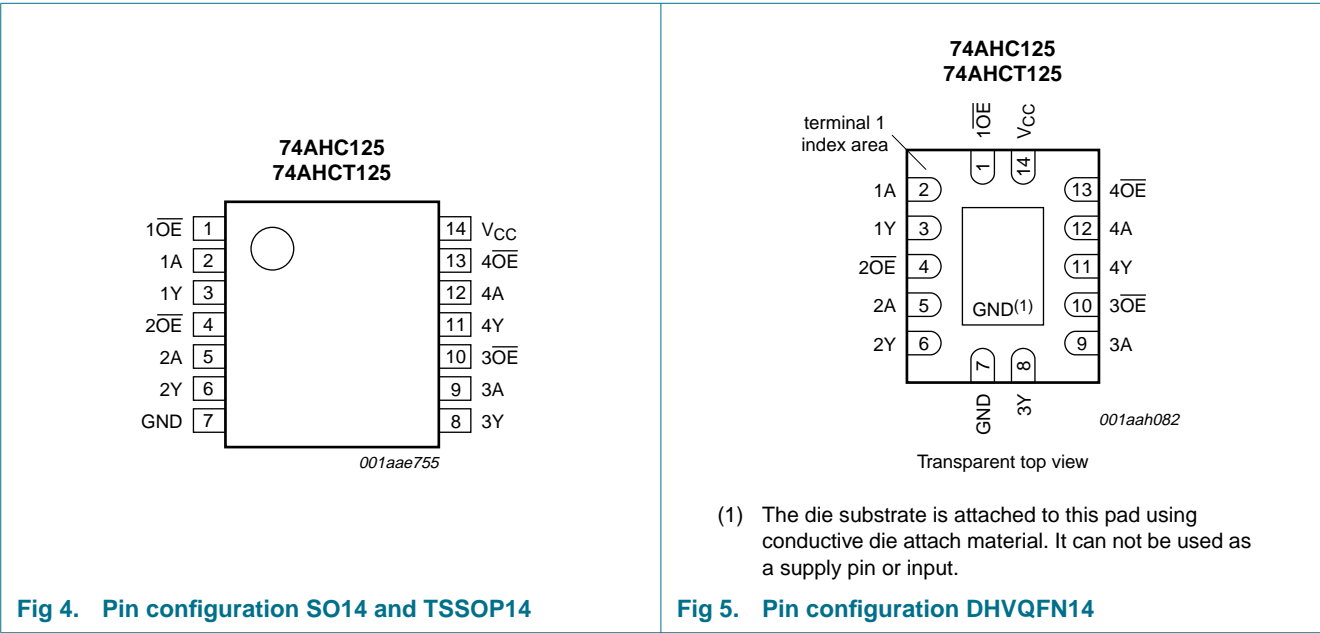 74AHC125
74AHCT125
1OE 1
1A 2
1Y 3
2OE 4
2A 5
2Y 6
GND 7
14 VCC
13 4OE
12 4A
11 4Y
10 3OE
9 3A
8 3Y
001aae755
Fig 4. Pin configuration SO14 and TSSOP14
74AHC125
74AHCT125
terminal 1
index area
1OE
VCC
1
14
1A 2
1Y 3
2OE 4
2A 5
2Y 6
13 4OE
12 4A
11 4Y
10 3OE
9 3A
GND(1)
7
8
GND
3Y
001aah082
Transparent top view
(1) The die substrate is attached to this pad using
conductive die attach material. It can not be used as
a supply pin or input.
Fig 5. Pin configuration DHVQFN14